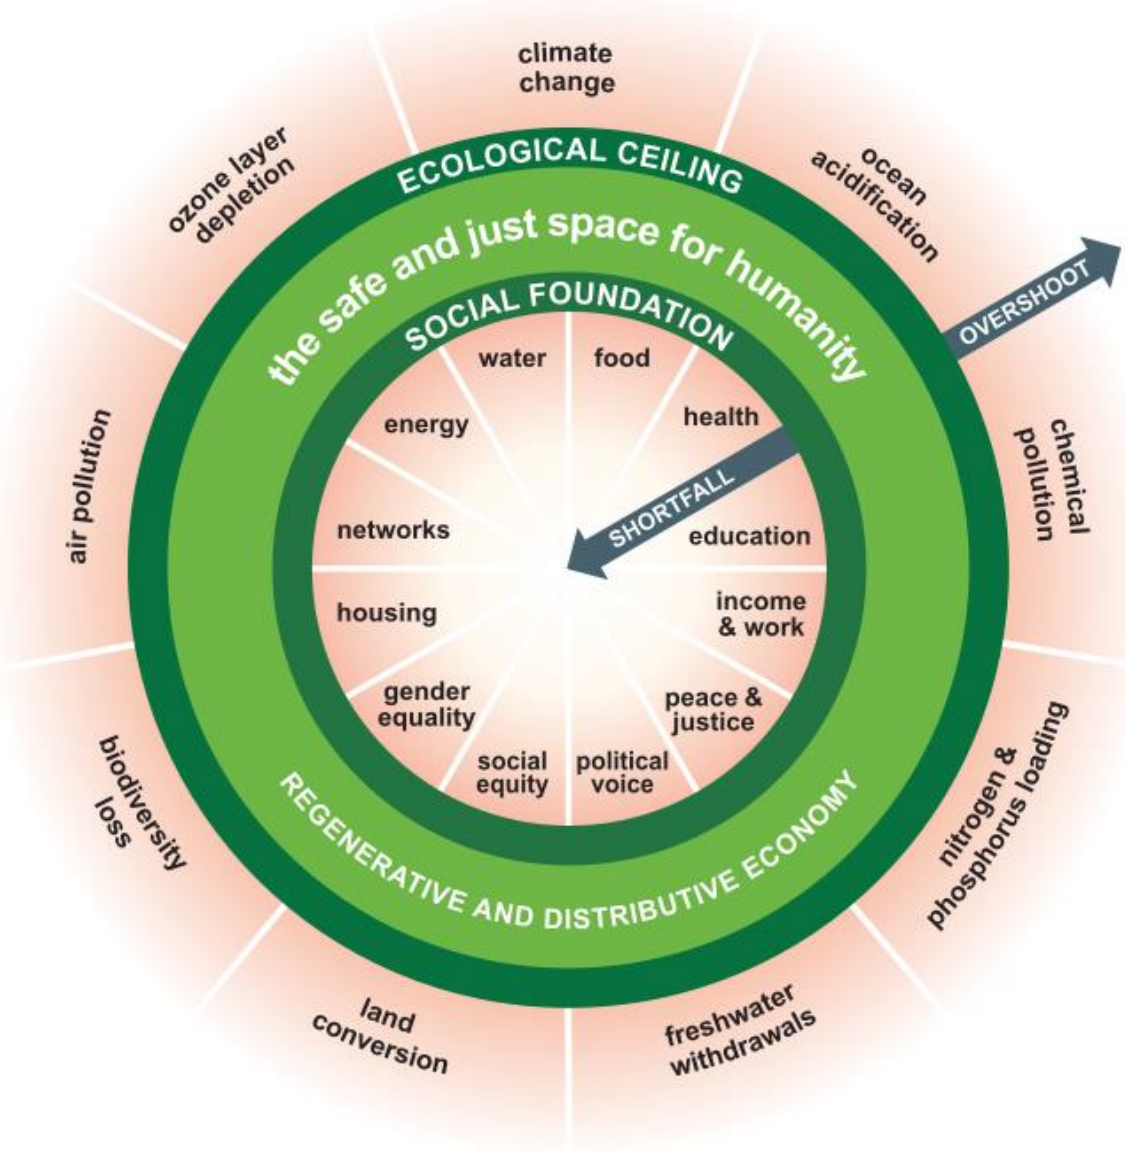 climate
change
ozone layer
depletion
ocean
acidification
ECOLOGICAL CEILING
the safe and just space for humanity
OVERSHOOT
SOCIAL FOUNDATION
water
food
energy
health
air pollution
chemical
pollution
SHORTFALL
networks
education
housing
income
& work
gender
equality
peace &
justice
social
equity
political
voice
biodiversity
loss
nitrogen &
phosphorus loading
REGENERATIVE AND DISTRIBUTIVE ECONOMY
land
conversion
freshwater
withdrawals